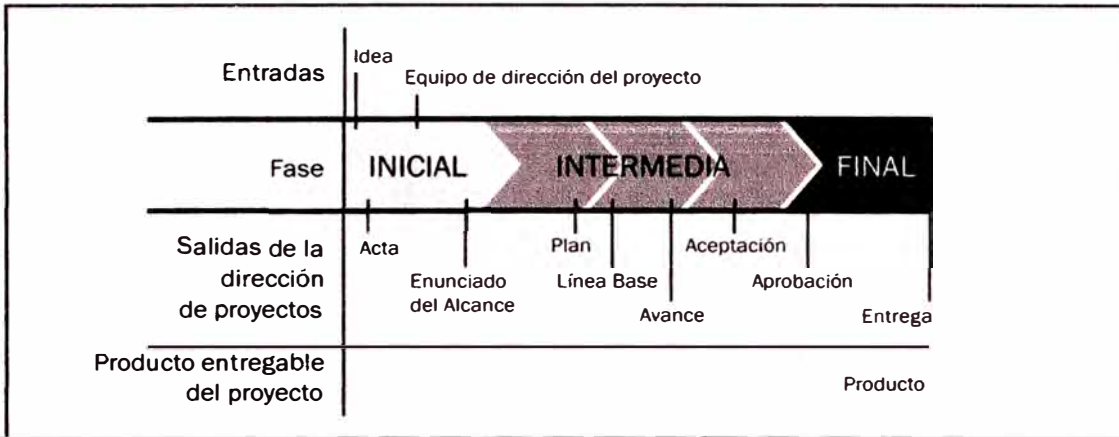 Idea
Entradas
Equipo de dirección del proyecto
Fase
INICIAL
INTERMEDIA
FINAL
Salidas de la
dirección
de proyectos
Acta
Enunciado
del Alcance
Plan
Línea Base
Avance
Aceptación
Aprobación
Entrega
Producto entregable
del proyecto
Producto